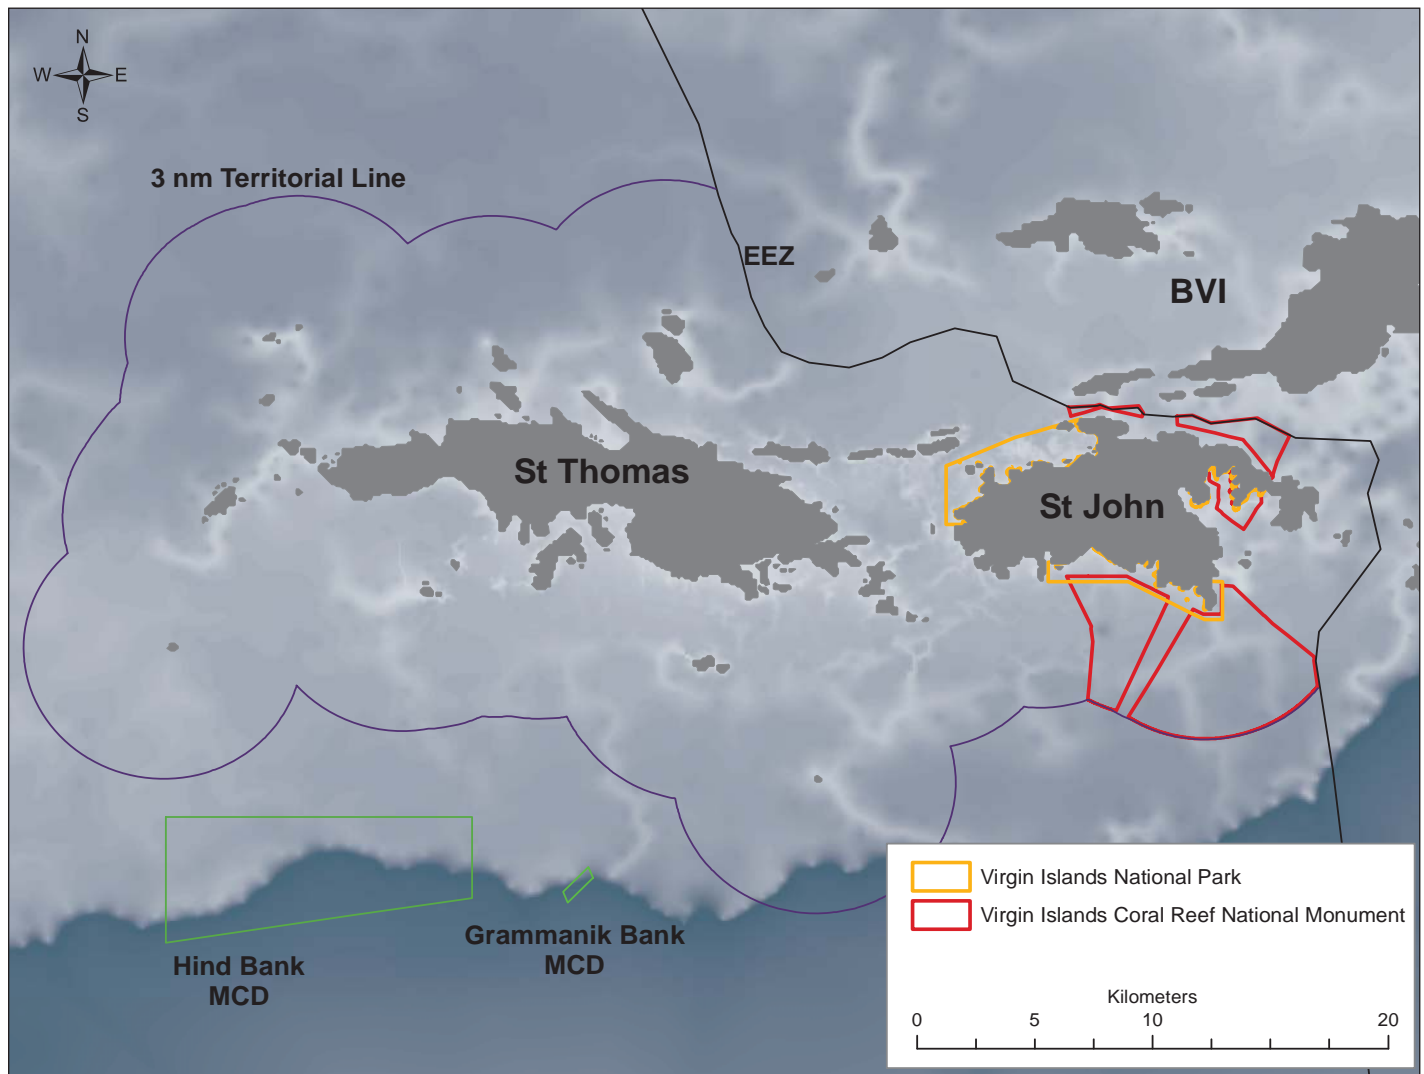 N
W E
S
3 nm Territorial Line
EEZ
BVI
St Thomas
St John
Hind Bank
MCD
Grammanik Bank
MCD
Virgin Islands National Park
Virgin Islands Coral Reef National Monument
Kilometers
0 5 10 20